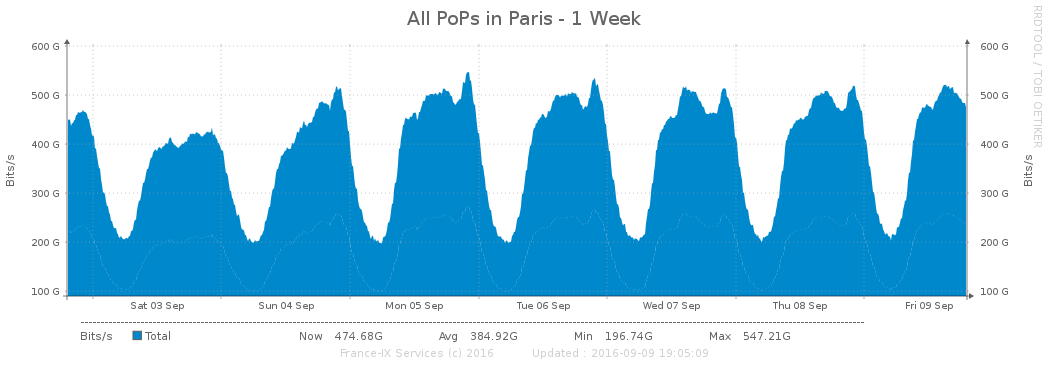 All PoPs in Paris - 1 Week
RRDTOOL / TOBI OETIKER
600 G 600 G
500 G 500 G
400 G 400 G
300 G 300 G
200 G 200 G
100 G 100 G
Bits/s
Bits/s
Sat 03 Sep Sun 04 Sep Mon 05 Sep Tue 06 Sep Wed 07 Sep Thu 08 Sep Fri 09 Sep
Bits/s Total Now 474.68G Avg 384.92G Min 196.74G Max 547.21G
France-IX Services (c) 2016 Updated : 2016-09-09 19:05:09